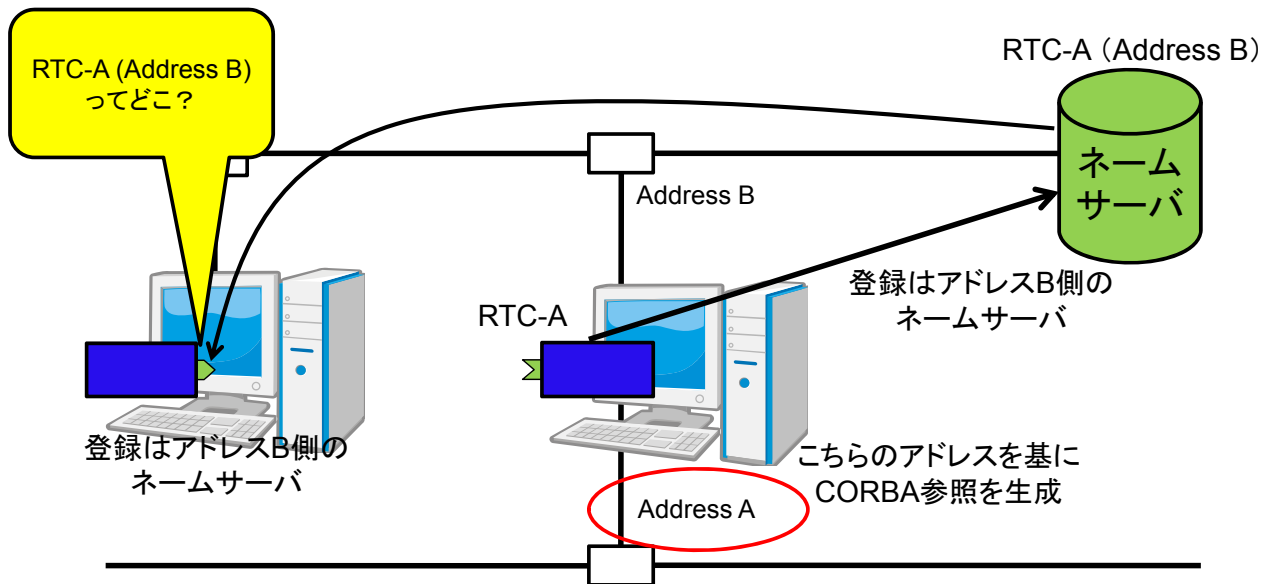 RTC-A (Address B)
ってどこ？
RTC-A（Address B）
ネーム
サーバ
Address B
登録はアドレスB側の
ネームサーバ
RTC-A
登録はアドレスB側の
ネームサーバ
こちらのアドレスを基に
CORBA参照を生成
Address A